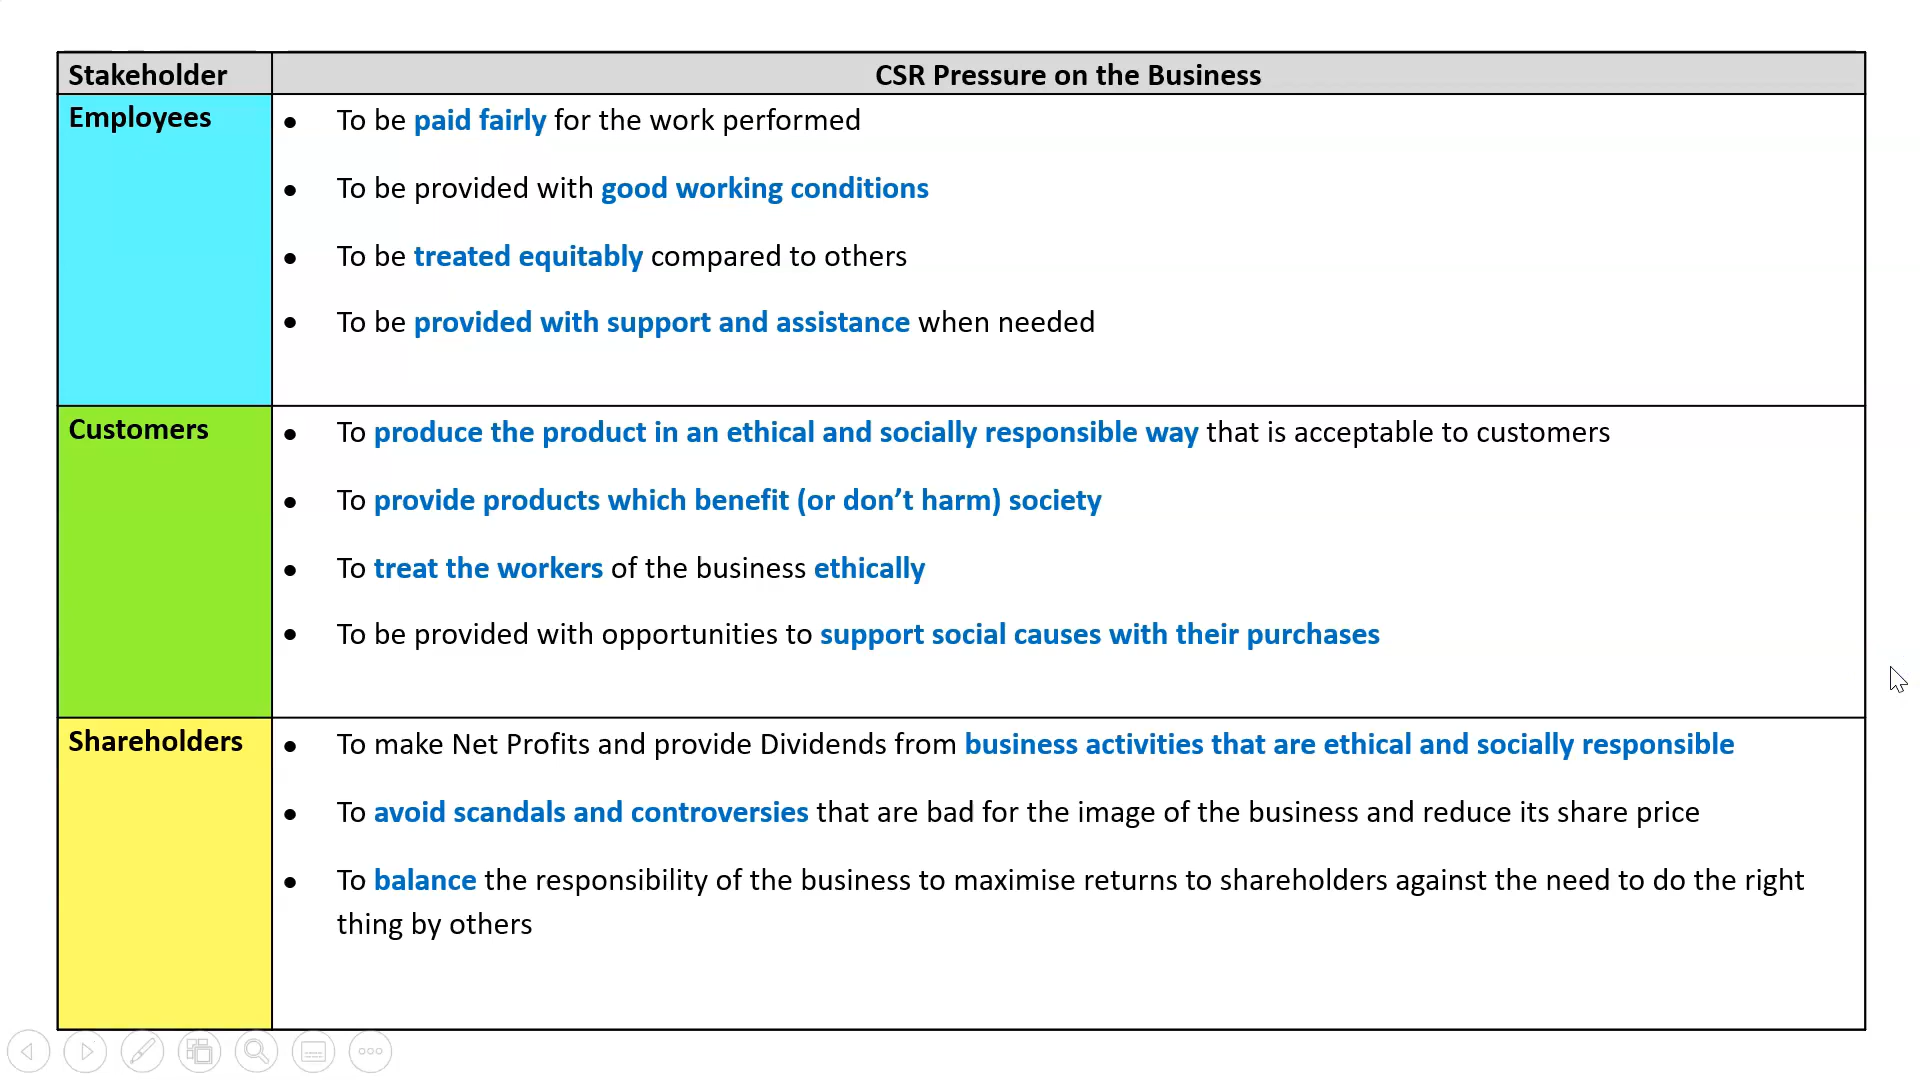 Stakeholder
CSR Pressure on the Business
Employees
● To be paid fairly for the work performed
● To be provided with good working conditions
● To be treated equitably compared to others
● To be provided with support and assistance when needed
Customers
● To produce the product in an ethical and socially responsible way that is acceptable to customers
● To provide products which benefit (or don’t harm) society
● To treat the workers of the business ethically
● To be provided with opportunities to support social causes with their purchases
Shareholders
● To make Net Profits and provide Dividends from business activities that are ethical and socially responsible
● To avoid scandals and controversies that are bad for the image of the business and reduce its share price
● To balance the responsibility of the business to maximise returns to shareholders against the need to do the right
thing by others